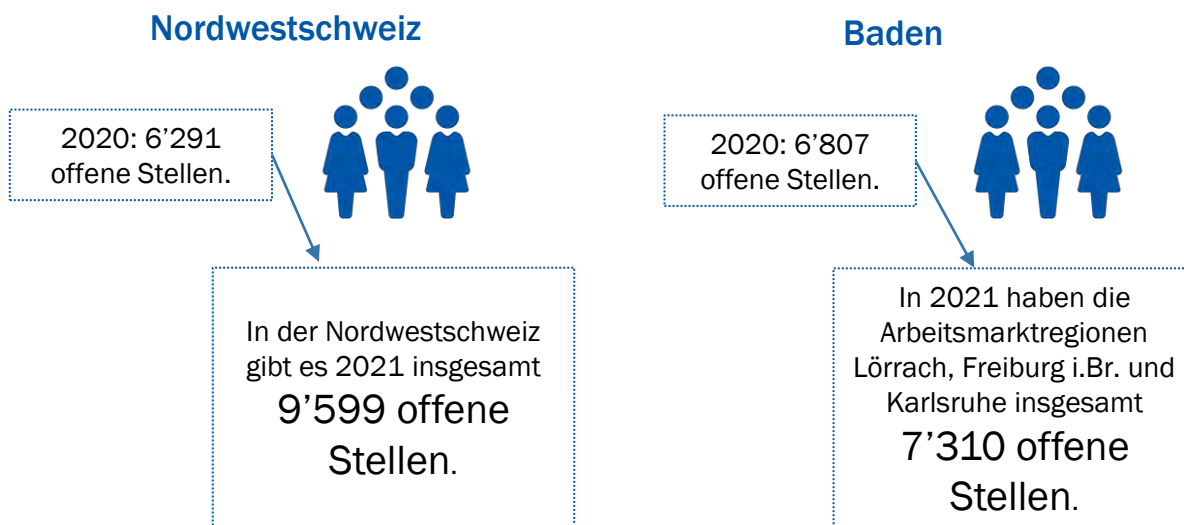 Nordwestschweiz
2020: 6’291
offene Stellen.
In der Nordwestschweiz
gibt es 2021 insgesamt
9’599 offene
Stellen.
Baden
2020: 6’807
offene Stellen.
In 2021 haben die
Arbeitsmarktregionen
Lörrach, Freiburg i.Br. und
Karlsruhe insgesamt
7’310 offene
Stellen.